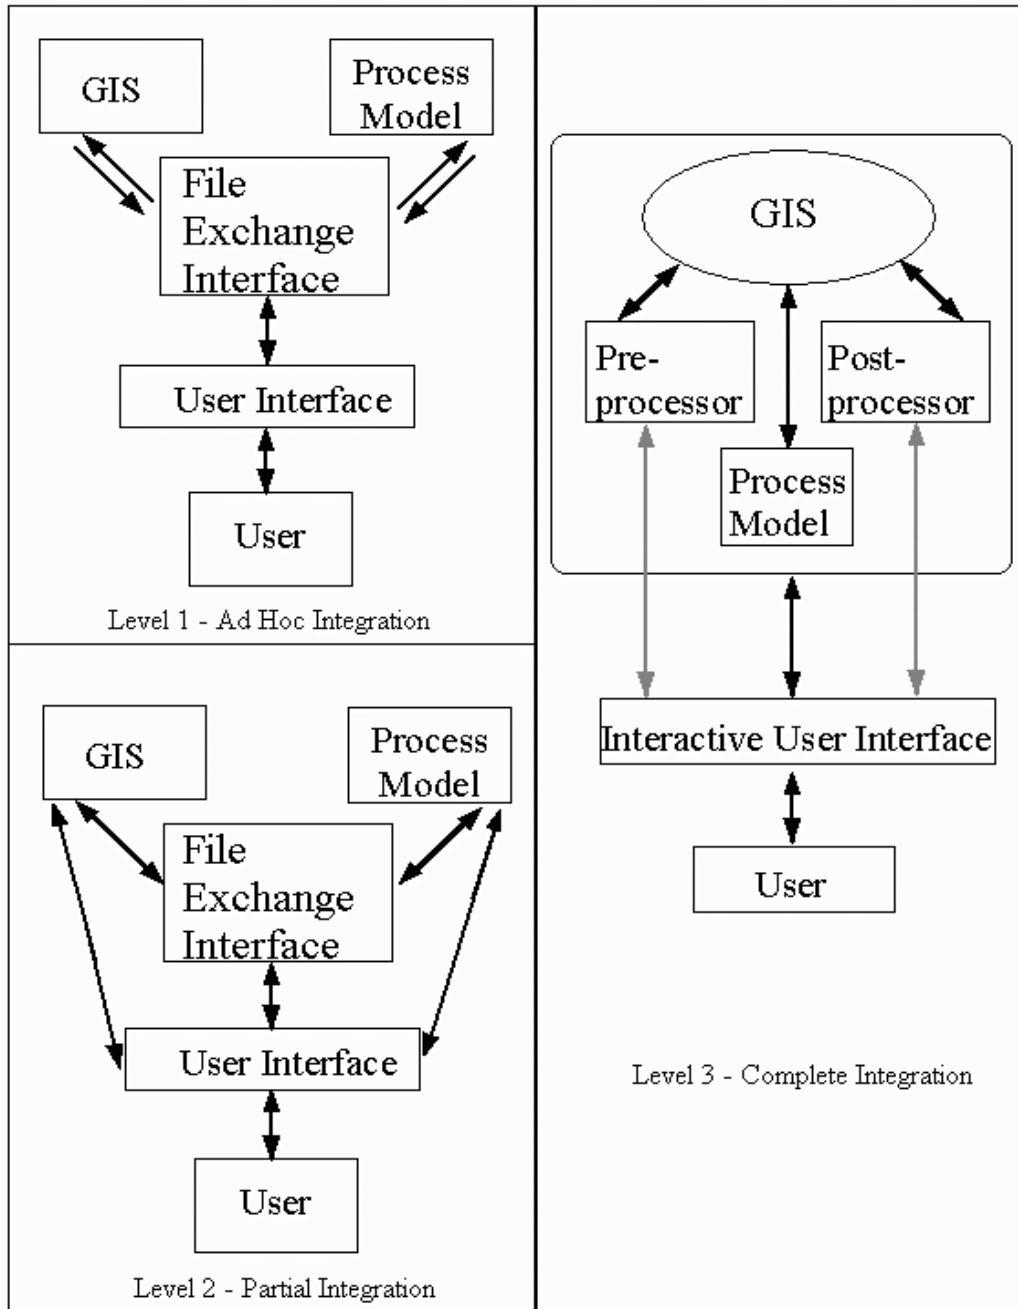 GIS
Process
Model
File
Exchange
Interface
User Interface
User
Level 1 - Ad Hoc Integration
GIS
Process
Model
File
Exchange
Interface
User Interface
User
Level 2 - Partial Integration
GIS
Pre-
processor
Post-
processor
Process
Model
Interactive User Interface
User
Level 3 - Complete Integration